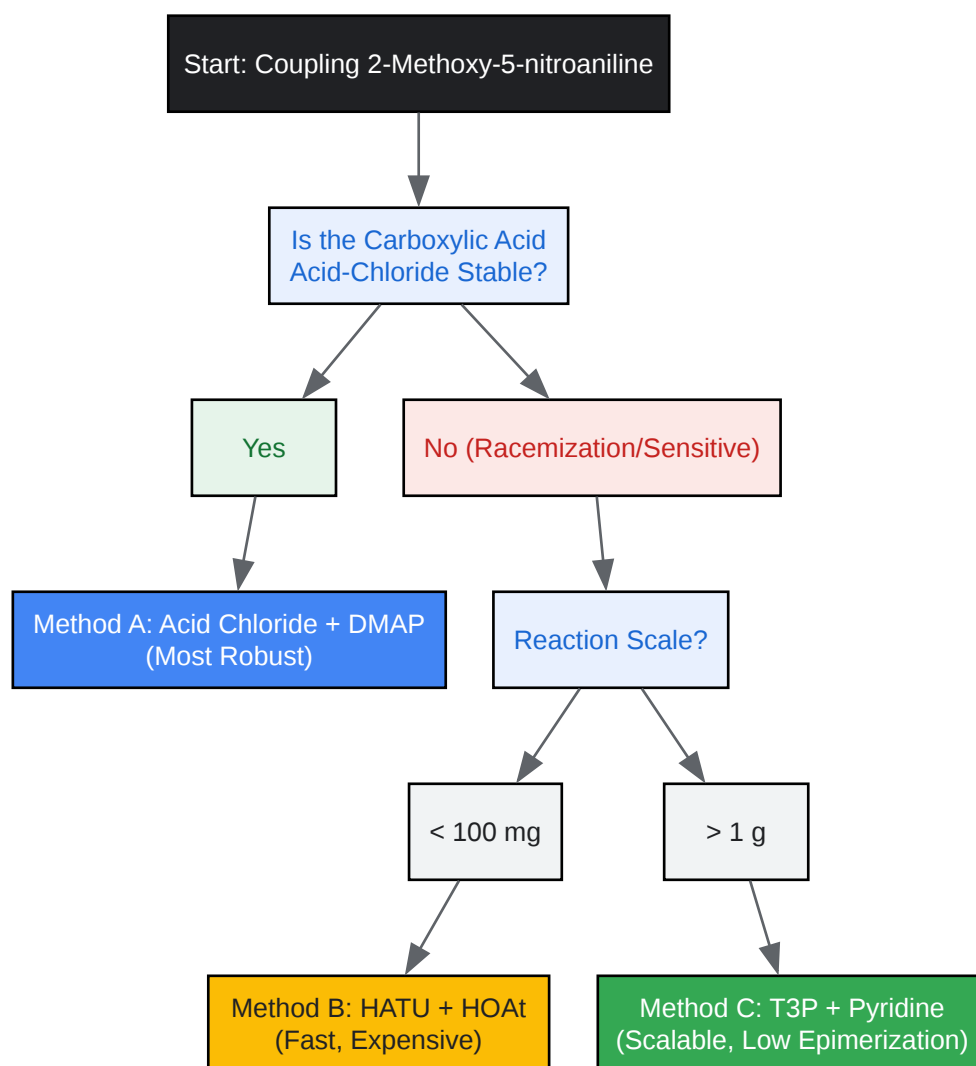 Start: Coupling 2-Methoxy-5-nitroaniline
Is the Carboxylic Acid
Acid-Chloride Stable?
Yes
No (Racemization/Sensitive)
Method A: Acid Chloride + DMAP
(Most Robust)
Reaction Scale?
< 100 mg
> 1 g
Method B: HATU + HOAt
(Fast, Expensive)
Method C: T3P + Pyridine
(Scalable, Low Epimerization)